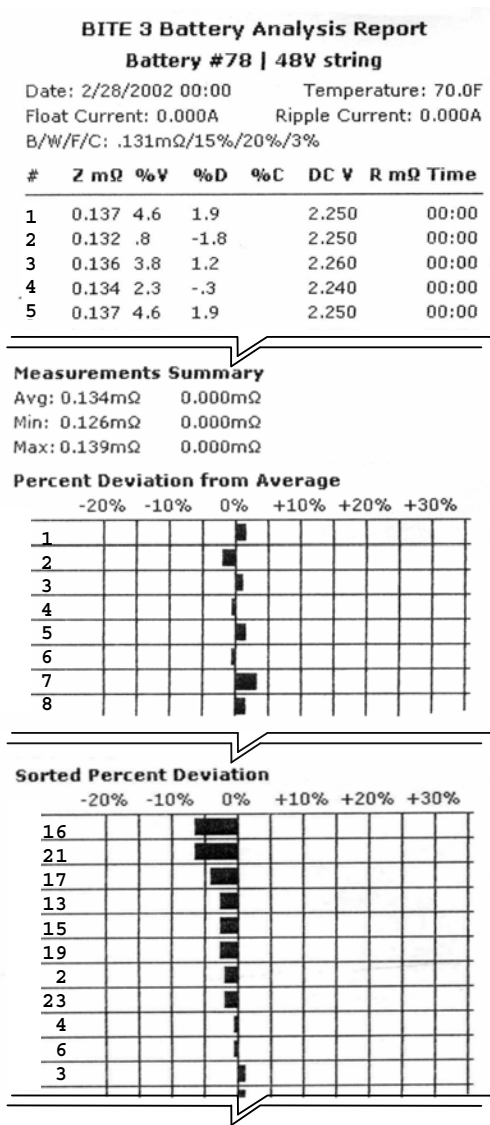 BITE 3 Battery Analysis Report
Battery #78 | 48V string
Date: 2/28/2002 00:00 Temperature: 70.0F
Float Current: 0.000A Ripple Current: 0.000A
B/W/F/C: .131mΩ/15%/20%/3%
# Z mΩ %V %D %C DC V R mΩ Time
1 0.137 4.6 1.9 2.250 00:00
2 0.132 .8 -1.8 2.250 00:00
3 0.136 3.8 1.2 2.260 00:00
4 0.134 2.3 -.3 2.240 00:00
5 0.137 4.6 1.9 2.250 00:00
Measurements Summary
Avg: 0.134mΩ 0.000mΩ
Min: 0.126mΩ 0.000mΩ
Max: 0.139mΩ 0.000mΩ
Percent Deviation from Average
-20% -10% 0% +10% +20% +30%
1
2
3
4
5
6
7
8
Sorted Percent Deviation
-20% -10% 0% +10% +20% +30%
16
21
17
13
15
19
2
23
4
6
3